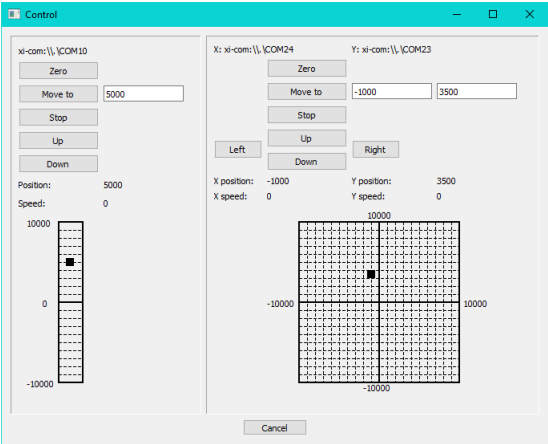 Control
xi-com:\\.\COM10
Zero
Move to 5000
Stop
Up
Down
Position: 5000
Speed: 0
10000
0
-10000
X: xi-com:\\.\COM24 Y: xi-com:\\.\COM23
Zero
Move to -1000 3500
Stop
Up
Left Right
Down
X position: -1000 Y position: 3500
X speed: 0 Y speed: 0
10000
-10000 10000
-10000
Cancel